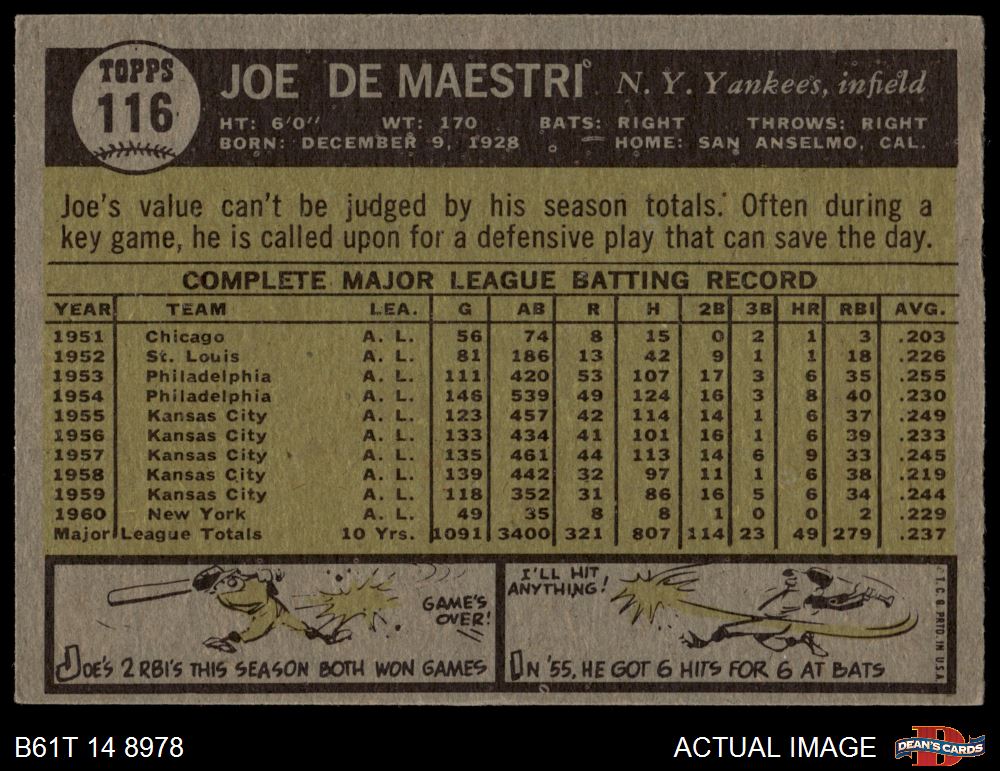 TOPPS
116
JOE DE MAESTRI N. Y. Yankees, infield
HT: 6'0" WT: 170 BATS: RIGHT THROWS: RIGHT
BORN: DECEMBER 9, 1928 HOME: SAN ANSELMO, CAL.
Joe's value can't be judged by his season totals. Often during a
key game, he is called upon for a defensive play that can save the day.
COMPLETE MAJOR LEAGUE BATTING RECORD
YEAR TEAM LEA. G AB R H 2B 3B HR RBI AVG.
1951 Chicago A. L. 56 74 8 15 0 2 1 3 .203
1952 St. Louis A. L. 81 186 13 42 9 1 1 18 .226
1953 Philadelphia A. L. 111 420 53 107 17 3 6 35 .255
1954 Philadelphia A. L. 146 539 49 124 16 3 8 40 .230
1955 Kansas City A. L. 123 457 42 114 14 1 6 37 .249
1956 Kansas City A. L. 133 434 41 101 16 1 6 39 .233
1957 Kansas City A. L. 135 461 44 113 14 6 9 33 .245
1958 Kansas City A. L. 139 442 32 97 11 1 6 38 .219
1959 Kansas City A. L. 118 352 31 86 16 5 6 34 .244
1960 New York A. L. 49 35 8 8 1 0 0 2 .229
Major League Totals 10 Yrs. 1091 3400 321 807 114 23 49 279 .237
GAME'S
OVER!
JOE'S 2 RBI'S THIS SEASON BOTH WON GAMES
I'LL HIT
ANYTHING!
IN '55, HE GOT 6 HITS FOR 6 AT BATS
T. C. G. PRTD. IN U.S.A.
B61T 14 8978
ACTUAL IMAGE
DEAN'S CARDS